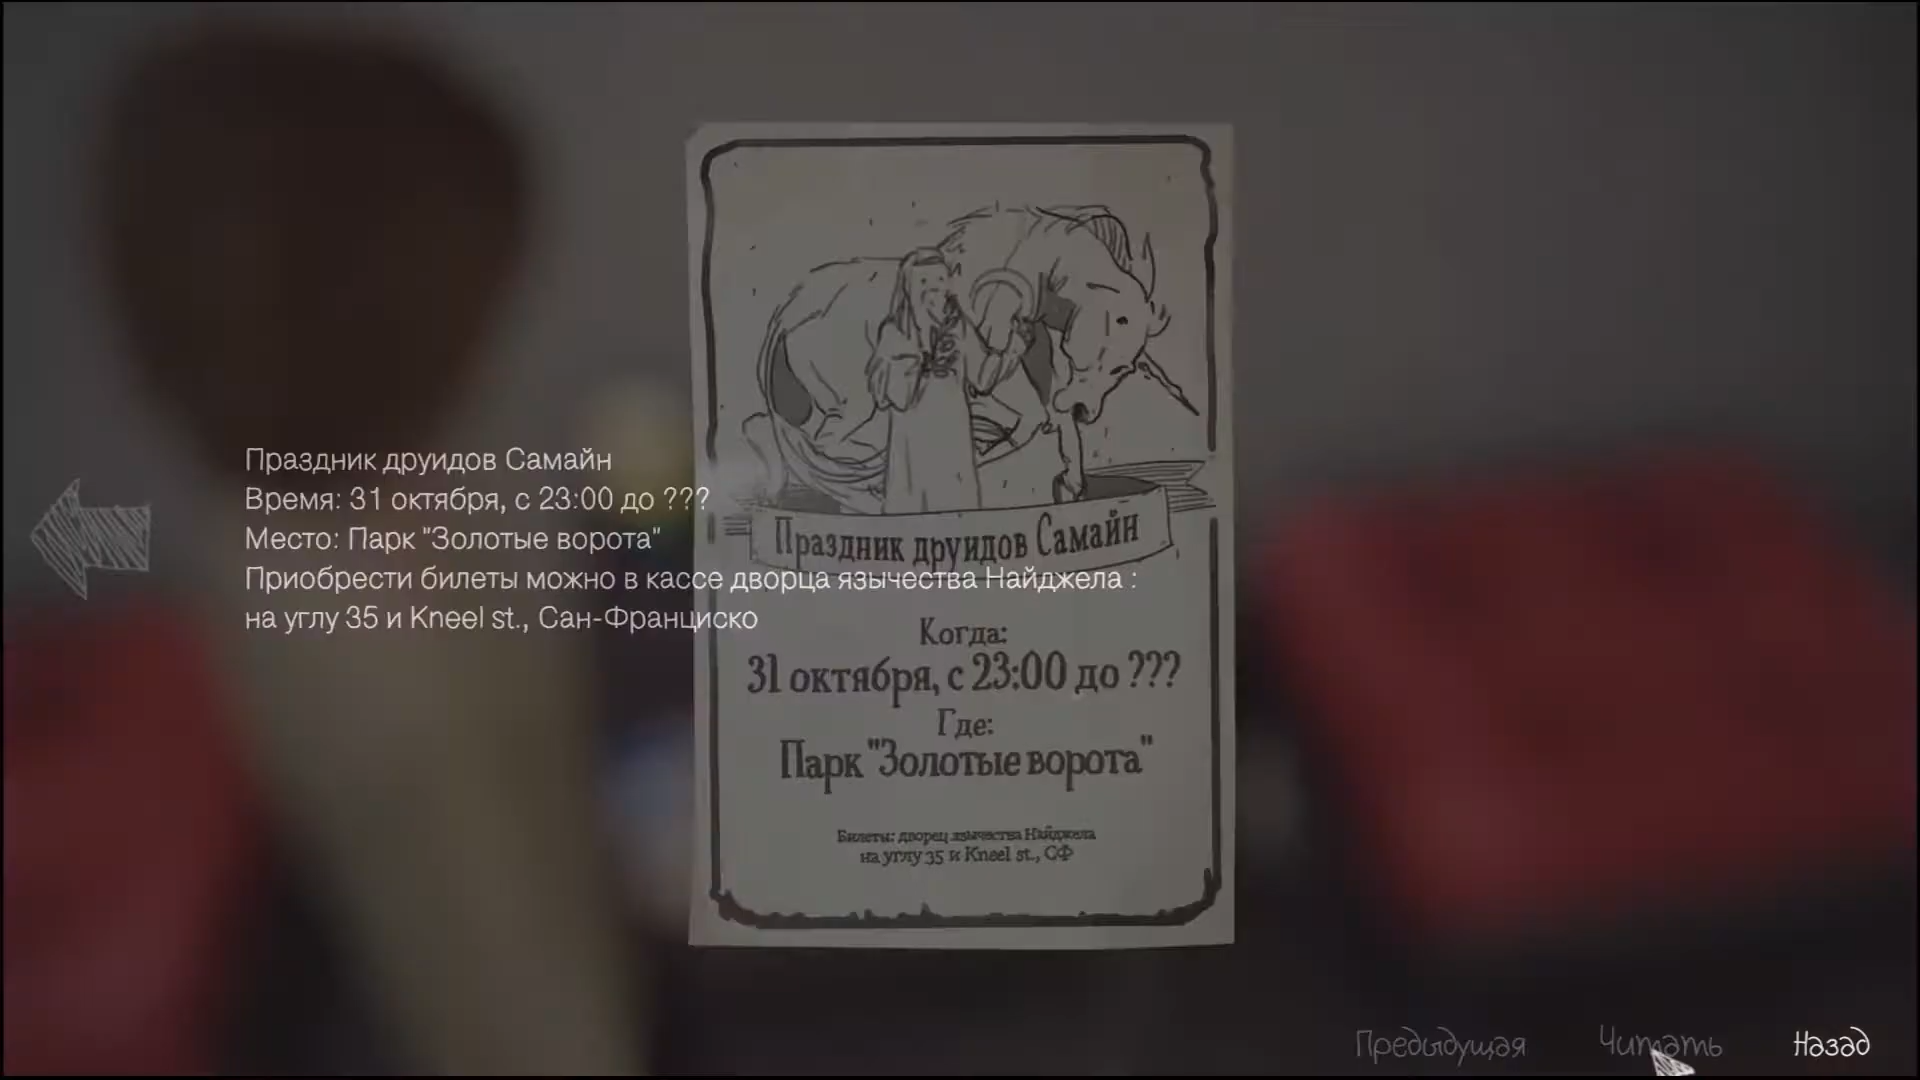 Праздник друидов Самайн
Время: 31 октября, с 23:00 до ???
Место: Парк "Золотые ворота"
Приобрести билеты можно в кассе дворца язычества Найджела :
на углу 35 и Kneel st., Сан-Франциско
Праздник друидов Самайн
Когда:
31 октября, с 23:00 до ???
Где:
Парк "Золотые ворота"
Билеты: дворец язычества Найджела
на углу 35 и Kneel st., СФ
Предыдущая Читать Назад